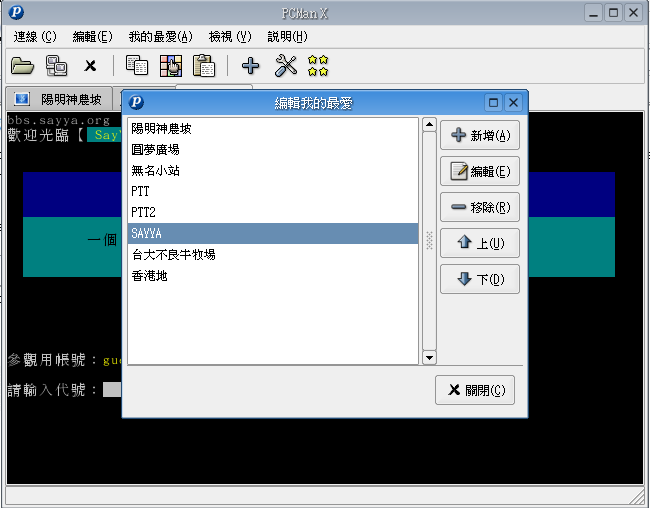 PCMan X
連線(C) 編輯(E) 我的最愛(A) 檢視(V) 說明(H)
陽明神農坡
bbs.sayya.org
歡迎光臨【 Say
一個
參觀用帳號：gu
請輸入代號：
編輯我的最愛
陽明神農坡
圓夢廣場
無名小站
PTT
PTT2
SAYYA
台大不良牛牧場
香港地
新增(A)
編輯(E)
移除(R)
上(U)
下(D)
關閉(C)